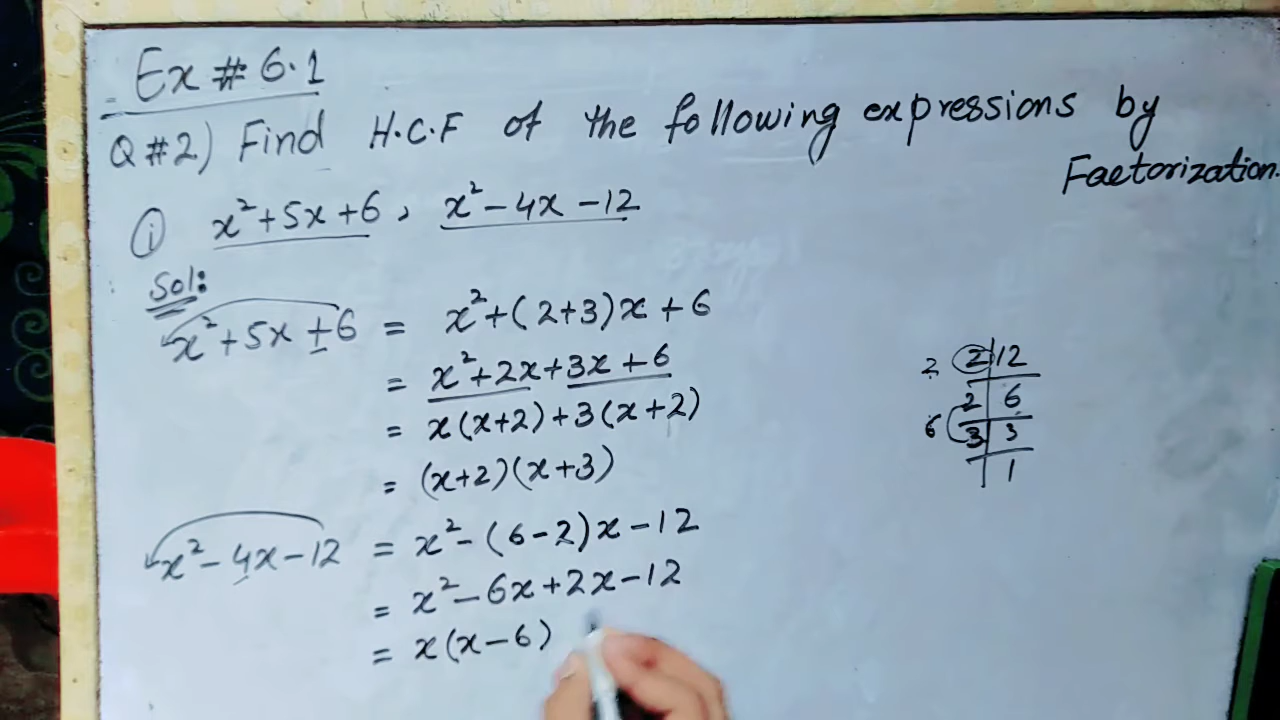 Ex # 6.1
Q #2) Find H.C.F of the following expressions by
Factorization.
(i) x²+5x+6, x²-4x-12
Sol:
x²+5x+6 = x²+(2+3)x+6
= x²+2x+3x+6
= x(x+2)+3(x+2)
= (x+2)(x+3)
x²-4x-12 = x²-(6-2)x-12
= x²-6x+2x-12
= x(x-6)
2 2|12
2|6
6 3|3
|1